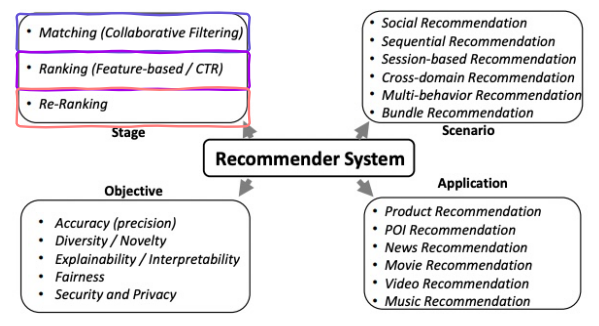 • Matching (Collaborative Filtering)
• Ranking (Feature-based / CTR)
• Re-Ranking
Stage
• Social Recommendation
• Sequential Recommendation
• Session-based Recommendation
• Cross-domain Recommendation
• Multi-behavior Recommendation
• Bundle Recommendation
Scenario
Recommender System
Objective
• Accuracy (precision)
• Diversity / Novelty
• Explainability / Interpretability
• Fairness
• Security and Privacy
Application
• Product Recommendation
• POI Recommendation
• News Recommendation
• Movie Recommendation
• Video Recommendation
• Music Recommendation